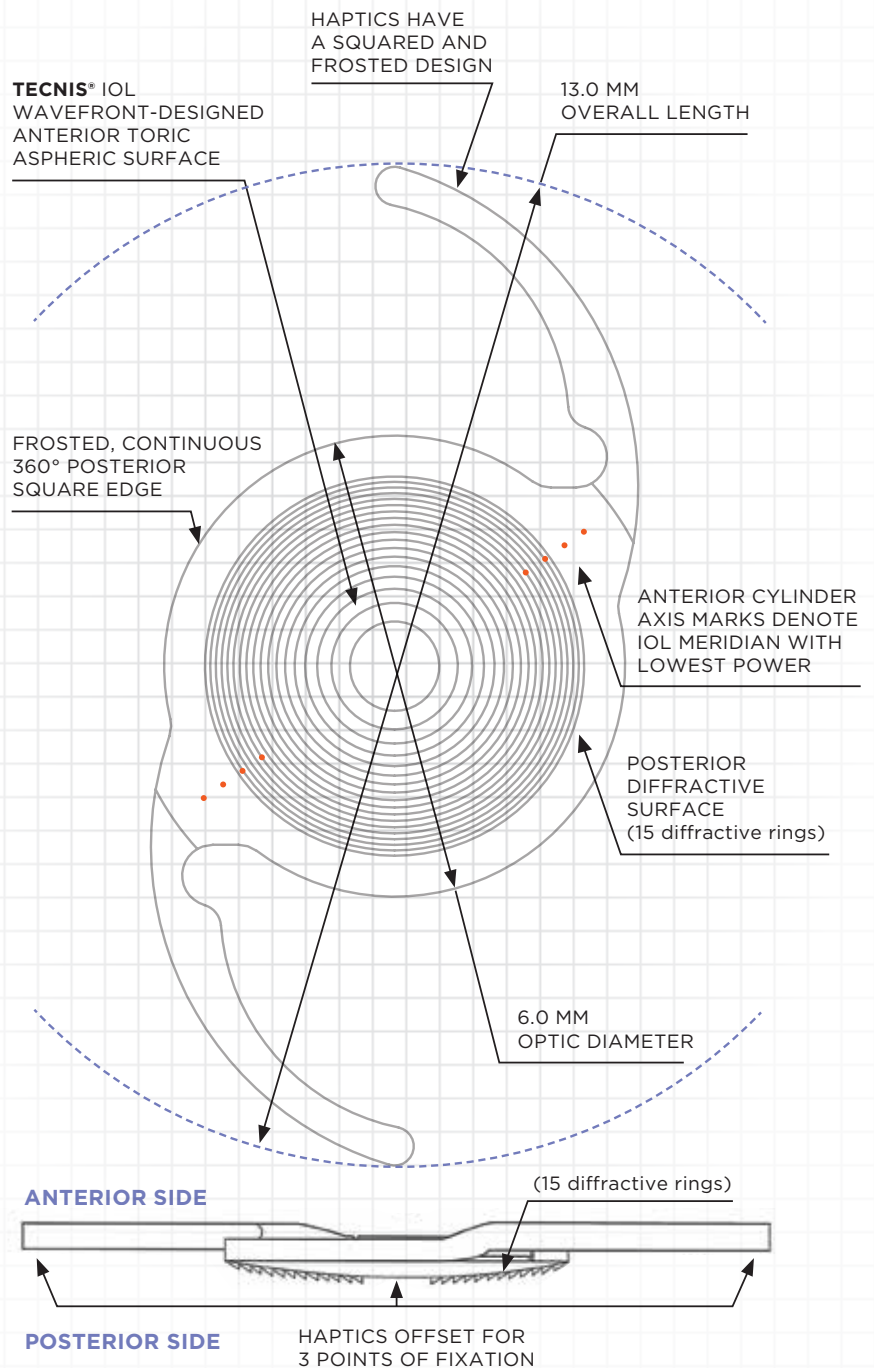 HAPTICS HAVE
A SQUARED AND
FROSTED DESIGN
TECNIS® IOL
WAVEFRONT-DESIGNED
ANTERIOR TORIC
ASPHERIC SURFACE
13.0 MM
OVERALL LENGTH
FROSTED, CONTINUOUS
360° POSTERIOR
SQUARE EDGE
ANTERIOR CYLINDER
AXIS MARKS DENOTE
IOL MERIDIAN WITH
LOWEST POWER
POSTERIOR
DIFFRACTIVE
SURFACE
(15 diffractive rings)
6.0 MM
OPTIC DIAMETER
(15 diffractive rings)
ANTERIOR SIDE
POSTERIOR SIDE
HAPTICS OFFSET FOR
3 POINTS OF FIXATION